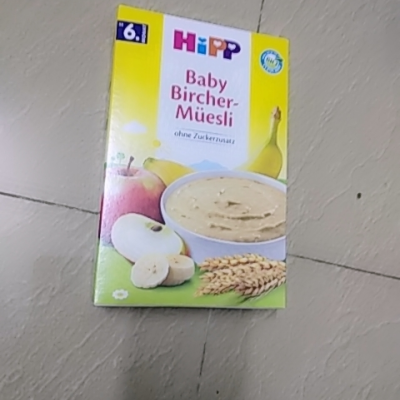 6.
HiPP
Baby
Bircher-
Müesli
ohne Zuckerzusatz